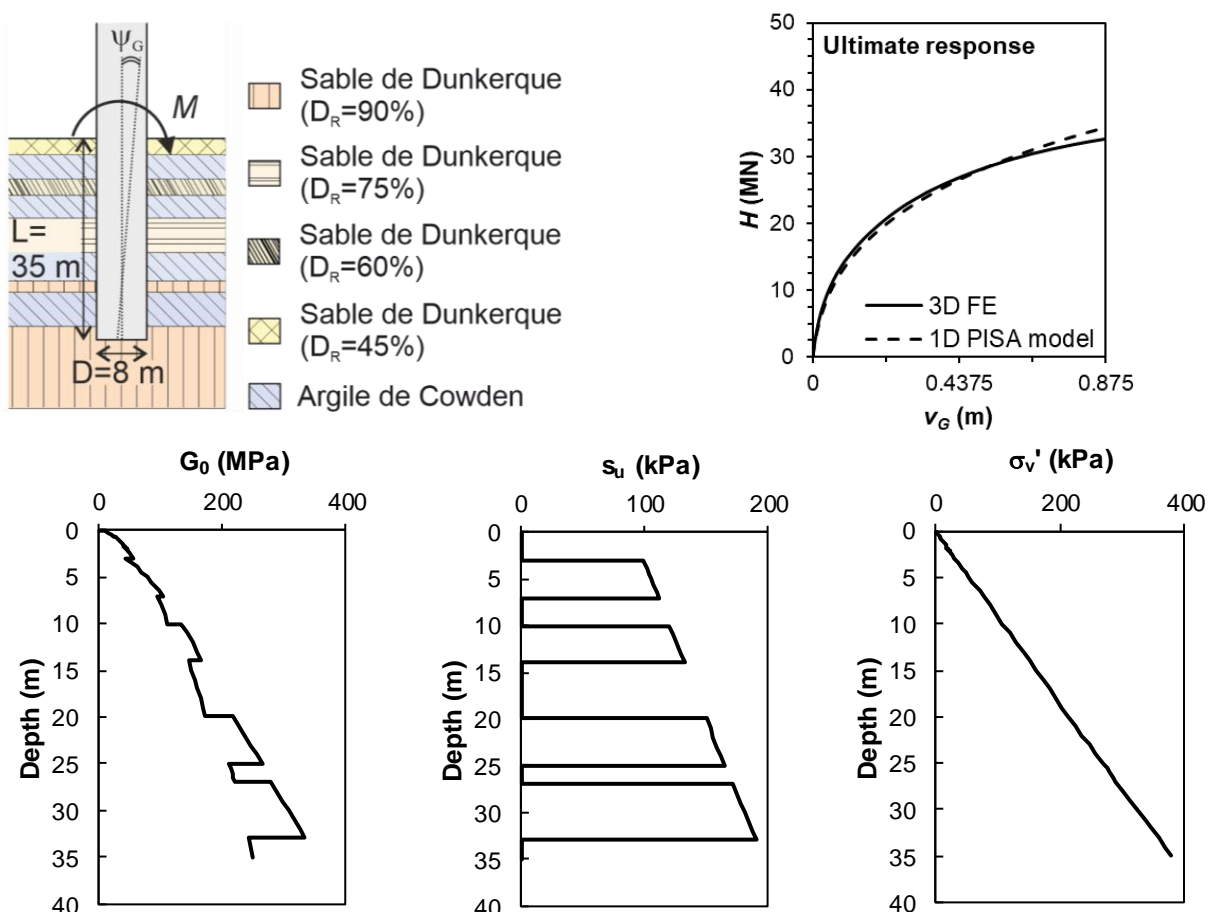 ψG
M
L=
35 m
D=8 m
Sable de Dunkerque
(DR=90%)
Sable de Dunkerque
(DR=75%)
Sable de Dunkerque
(DR=60%)
Sable de Dunkerque
(DR=45%)
Argile de Cowden
Ultimate response
H (MN)
50
40
30
20
10
0
3D FE
1D PISA model
0 0.4375 0.875
vG (m)
G0 (MPa)
0 200 400
Depth (m)
0
5
10
15
20
25
30
35
40
su (kPa)
0 100 200
Depth (m)
0
5
10
15
20
25
30
35
40
σv' (kPa)
0 200 400
Depth (m)
0
5
10
15
20
25
30
35
40